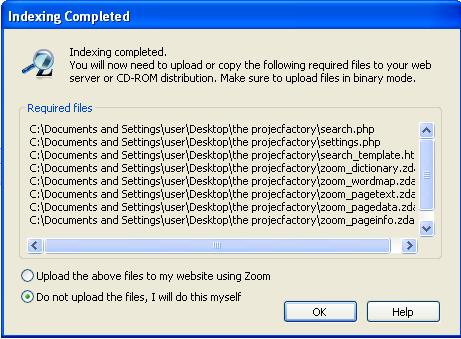 Indexing Completed
Indexing completed.
You will now need to upload or copy the following required files to your web
server or CD-ROM distribution. Make sure to upload files in binary mode.
Required files
C:\Documents and Settings\user\Desktop\the projecfactory\search.php
C:\Documents and Settings\user\Desktop\the projecfactory\settings.php
C:\Documents and Settings\user\Desktop\the projecfactory\search_template.ht
C:\Documents and Settings\user\Desktop\the projecfactory\zoom_dictionary.zda
C:\Documents and Settings\user\Desktop\the projecfactory\zoom_wordmap.zda
C:\Documents and Settings\user\Desktop\the projecfactory\zoom_pagetext.zda
C:\Documents and Settings\user\Desktop\the projecfactory\zoom_pagedata.zda
C:\Documents and Settings\user\Desktop\the projecfactory\zoom_pageinfo.zda
Upload the above files to my website using Zoom
Do not upload the files, I will do this myself
OK
Help